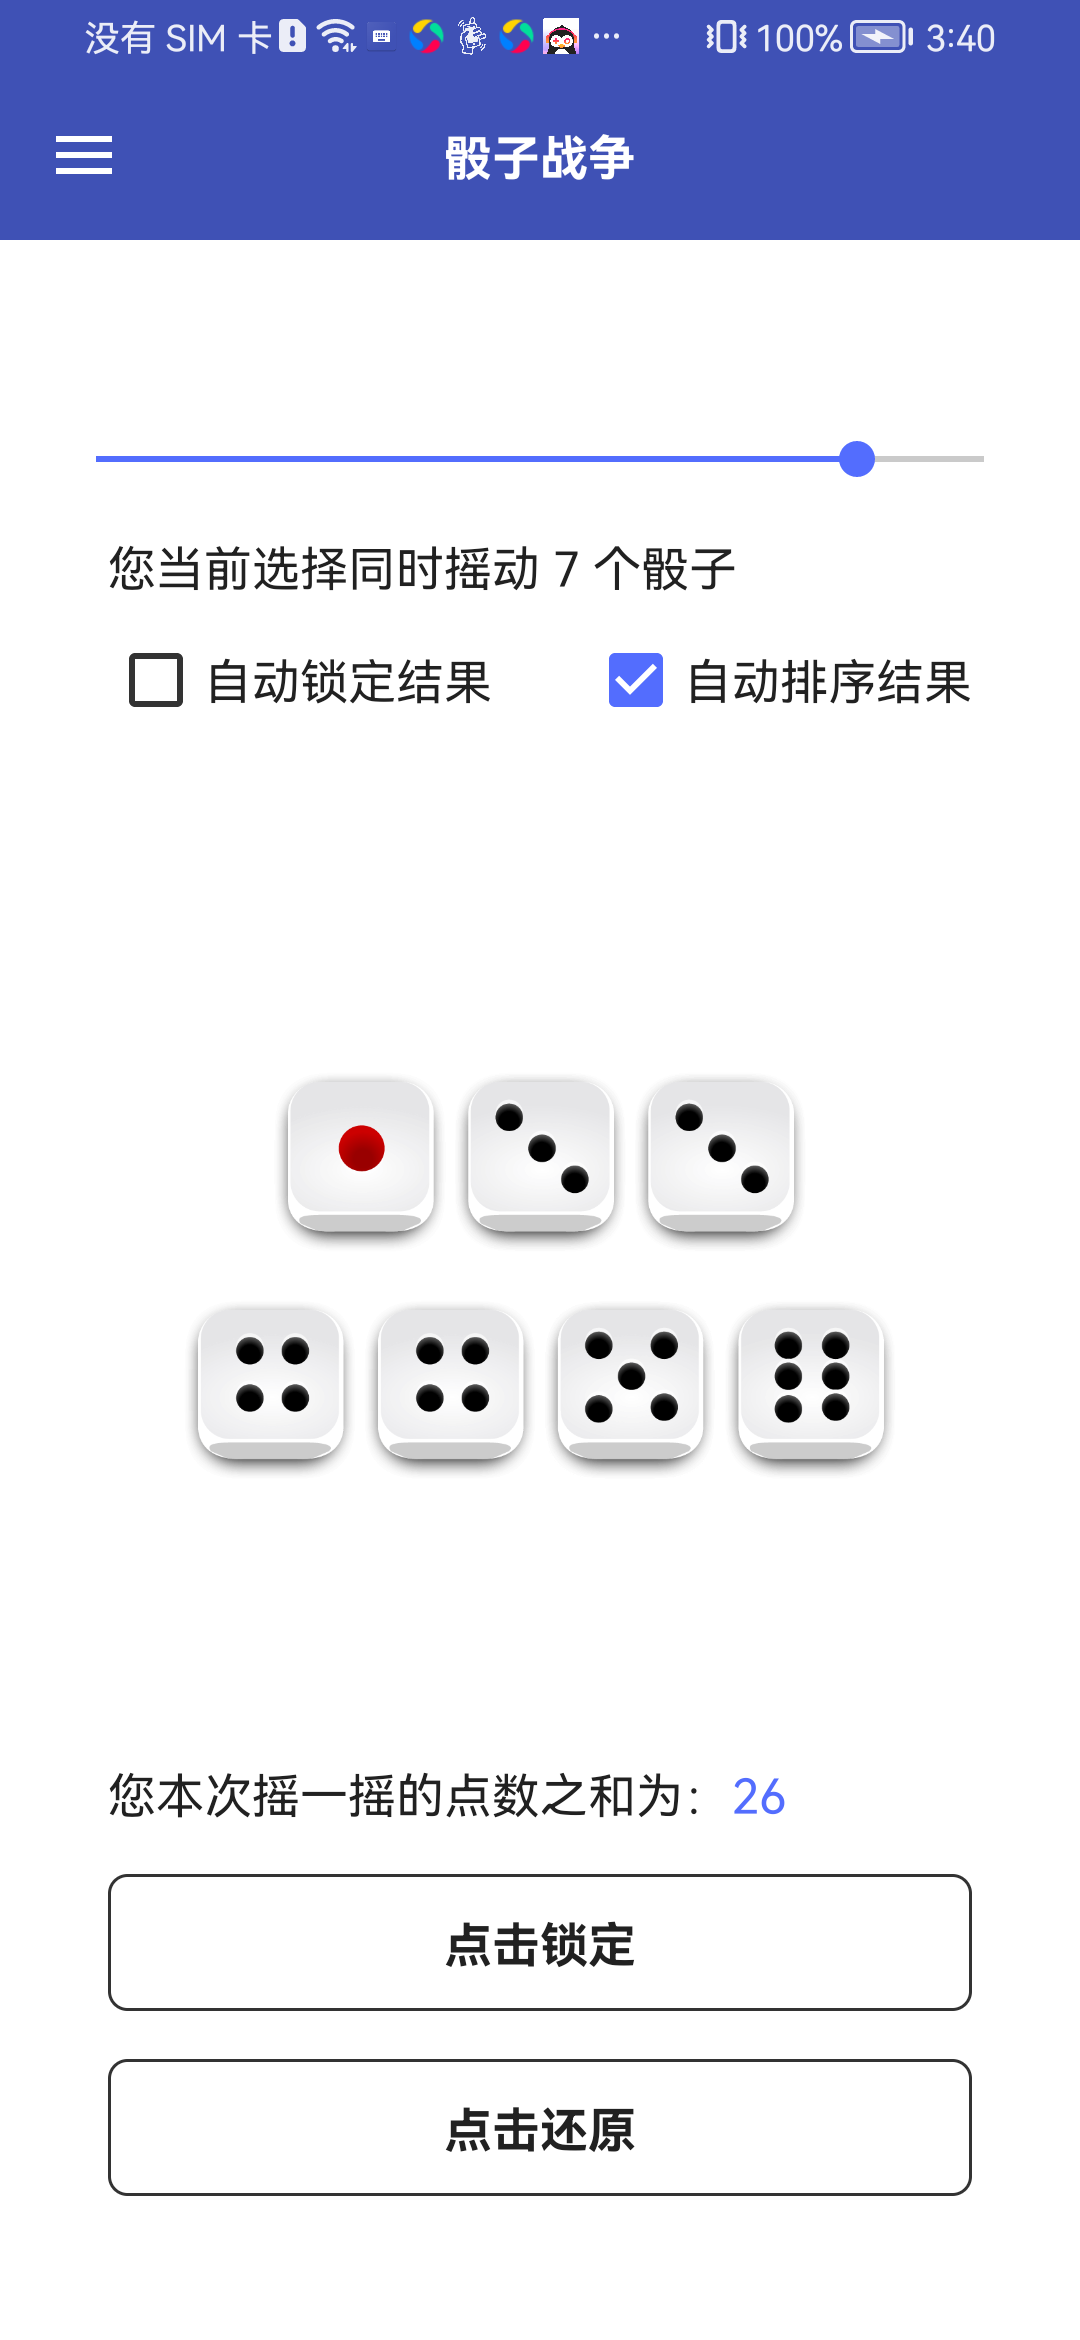 没有 SIM 卡 100% 3:40
骰子战争
您当前选择同时摇动 7 个骰子
自动锁定结果 自动排序结果
您本次摇一摇的点数之和为：26
点击锁定
点击还原